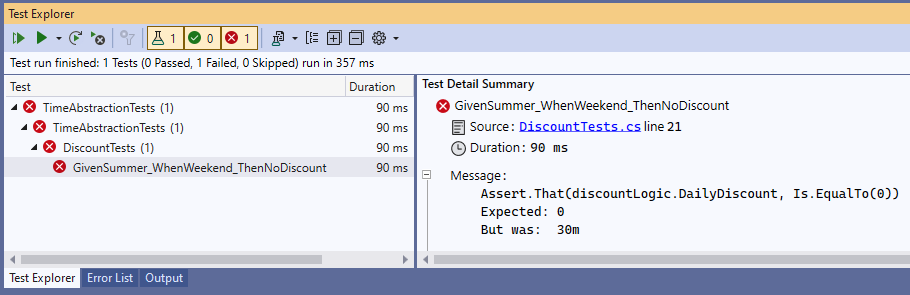 Test Explorer
1 0 1
Test run finished: 1 Tests (0 Passed, 1 Failed, 0 Skipped) run in 357 ms
Test Duration
TimeAbstractionTests (1) 90 ms
TimeAbstractionTests (1) 90 ms
DiscountTests (1) 90 ms
GivenSummer_WhenWeekend_ThenNoDiscount 90 ms
Test Detail Summary
GivenSummer_WhenWeekend_ThenNoDiscount
Source: DiscountTests.cs line 21
Duration: 90 ms
Message:
Assert.That(discountLogic.DailyDiscount, Is.EqualTo(0))
Expected: 0
But was: 30m
Test Explorer Error List Output